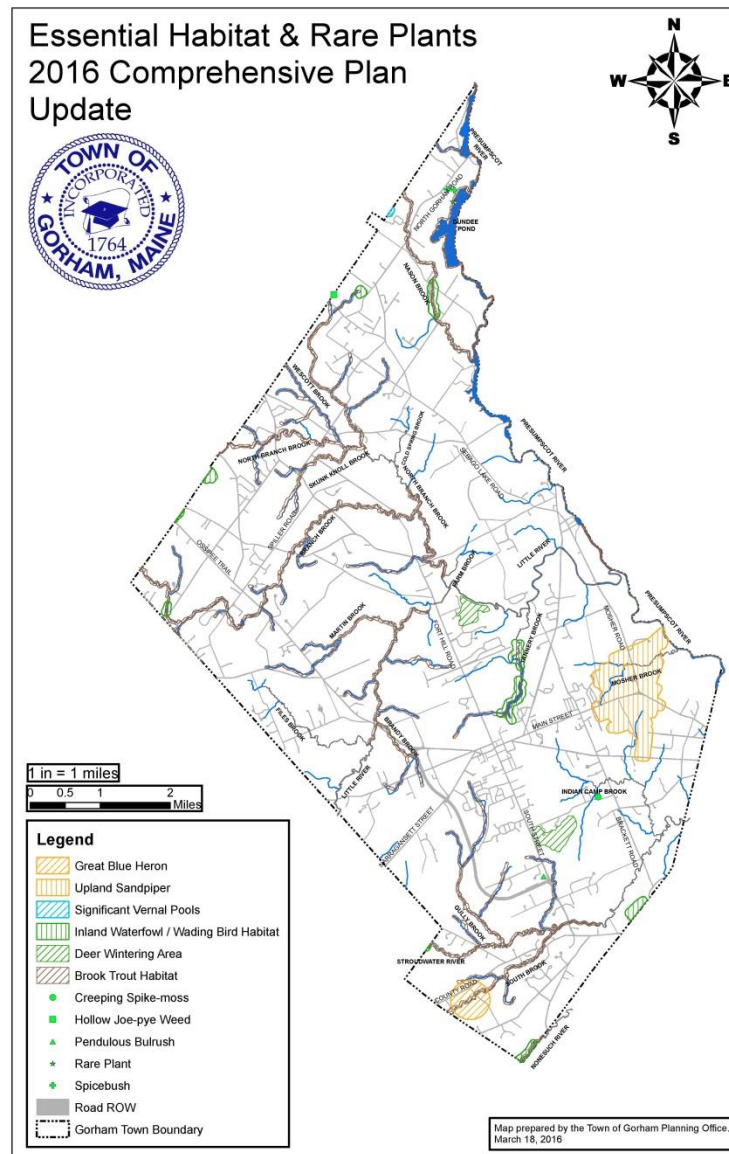 Essential Habitat & Rare Plants
2016 Comprehensive Plan
Update
N
W
E
S
TOWN OF
INCORPORATED
1764
GORHAM, MAINE
PRESUMPSCOT
RIVER
NORTH GORHAM ROAD
DUNDEE
POND
NASON BROOK
WESCOTT BROOK
PRESUMPSCOT RIVER
COLD SPRING BROOK
NORTH BRANCH BROOK
SKUNK KNOLL BROOK
NORTH BRANCH BROOK
SEBAGO LAKE ROAD
SPILLER ROAD
BRANCH BROOK
OSSIPEE TRAIL
LITTLE RIVER
FARM BROOK
MOSHER ROAD
PRESUMPSCOT RIVER
MARTIN BROOK
FORT HILL ROAD
TANNERY BROOK
MOSHER BROOK
FILES BROOK
MAIN STREET
BRANDY BROOK
LITTLE RIVER
INDIAN CAMP BROOK
NARRAGANSETT STREET
SOUTH STREET
BRACKETT ROAD
GULLY BROOK
STROUDWATER RIVER
SOUTH BROOK
COUNTY ROAD
NONESUCH RIVER
1 in = 1 miles
0 0.5 1 2
Miles
Legend
Great Blue Heron
Upland Sandpiper
Significant Vernal Pools
Inland Waterfowl / Wading Bird Habitat
Deer Wintering Area
Brook Trout Habitat
Creeping Spike-moss
Hollow Joe-pye Weed
Pendulous Bulrush
Rare Plant
Spicebush
Road ROW
Gorham Town Boundary
Map prepared by the Town of Gorham Planning Office.
March 18, 2016